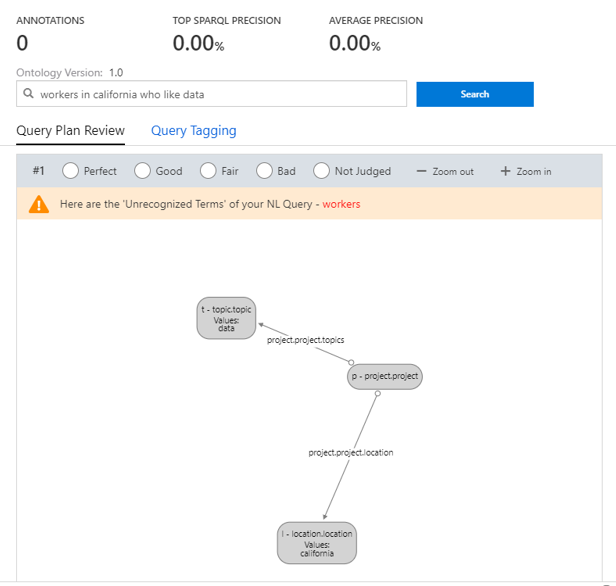 ANNOTATIONS TOP SPARQL PRECISION AVERAGE PRECISION
0 0.00% 0.00%
Ontology Version: 1.0
workers in california who like data Search
Query Plan Review Query Tagging
#1 Perfect Good Fair Bad Not Judged Zoom out Zoom in
Here are the 'Unrecognized Terms' of your NL Query - workers
t - topic.topic
Values:
data
project.project.topics
p - project.project
project.project.location
l - location.location
Values:
california